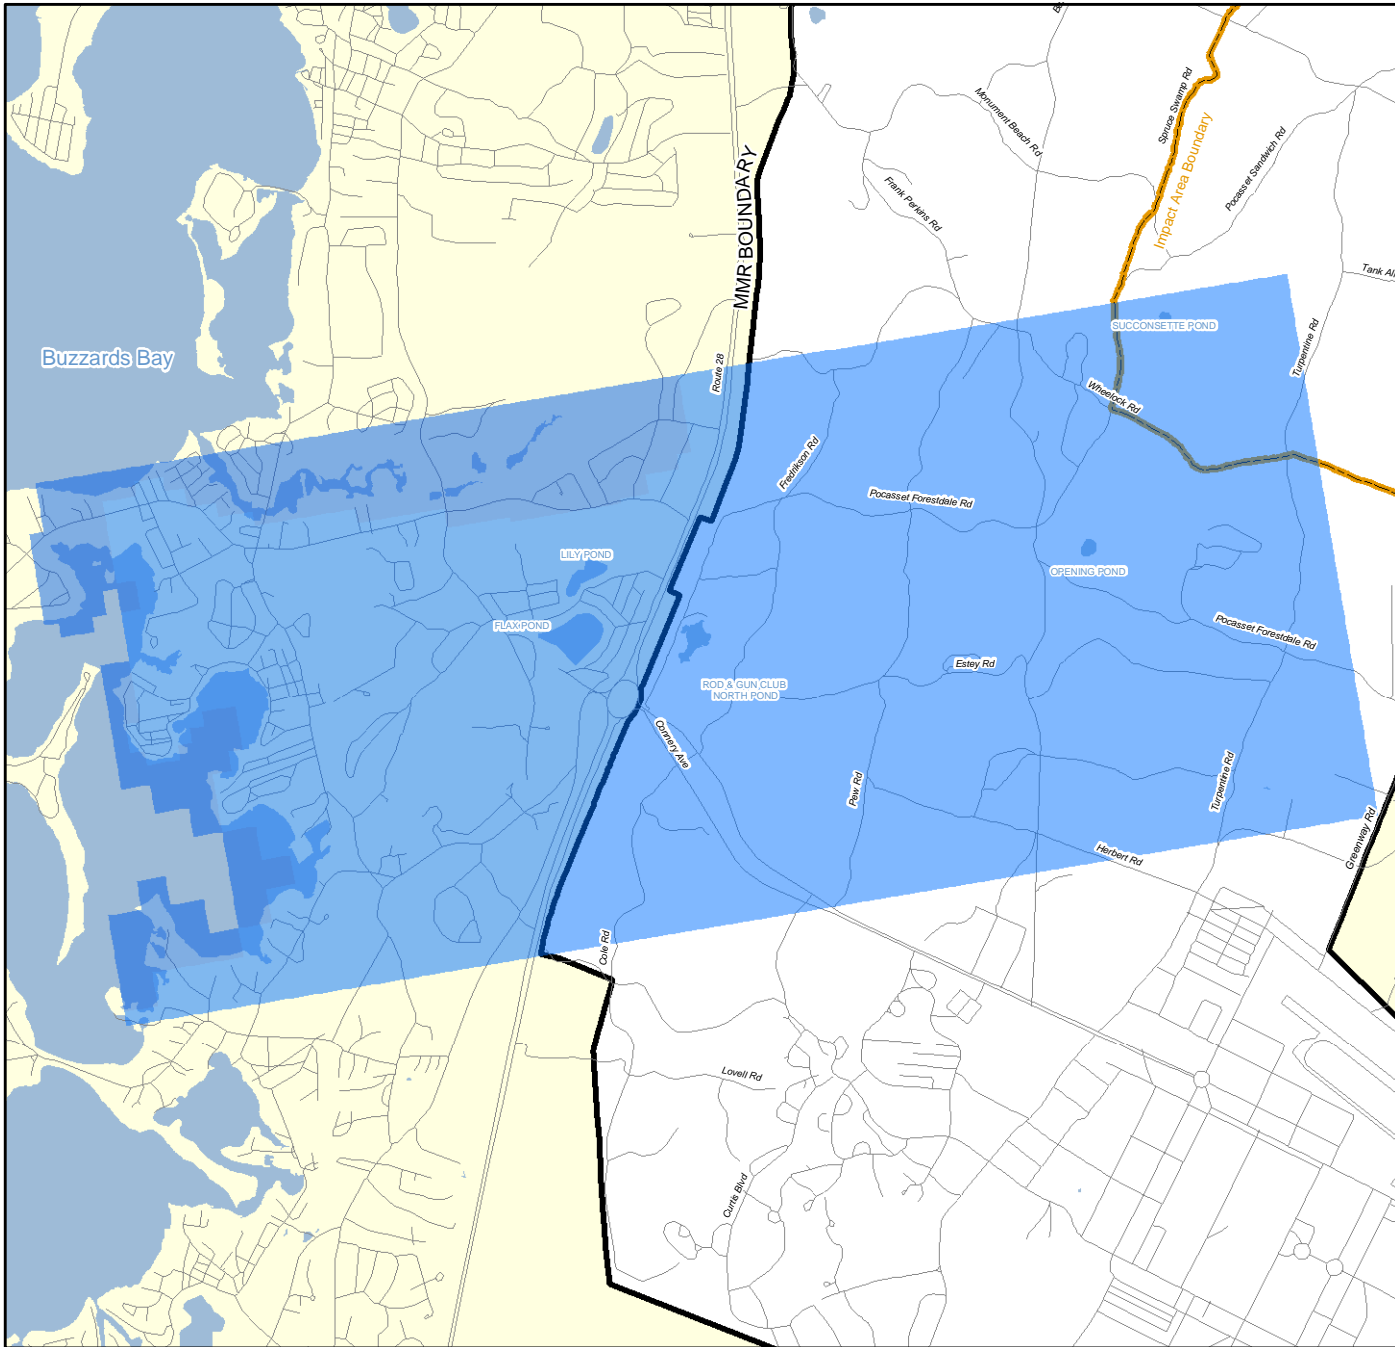 Monument Beach Rd
Spruce Swamp Rd
Pocasset Sandwich Rd
Impact Area Boundary
Frank Perkins Rd
MMR BOUNDARY
Tank Al
Buzzards Bay
SUCCONSETTE POND
Turpentine Rd
Route 28
Wheelock Rd
Fredrikson Rd
Pocasset Forestdale Rd
LILY POND
OPENING POND
FLAX POND
Pocasset Forestdale Rd
Estey Rd
ROD & GUN CLUB
NORTH POND
Connery Ave
Pew Rd
Turpentine Rd
Greenway Rd
Herbert Rd
Cole Rd
Lovell Rd
Curtis Blvd